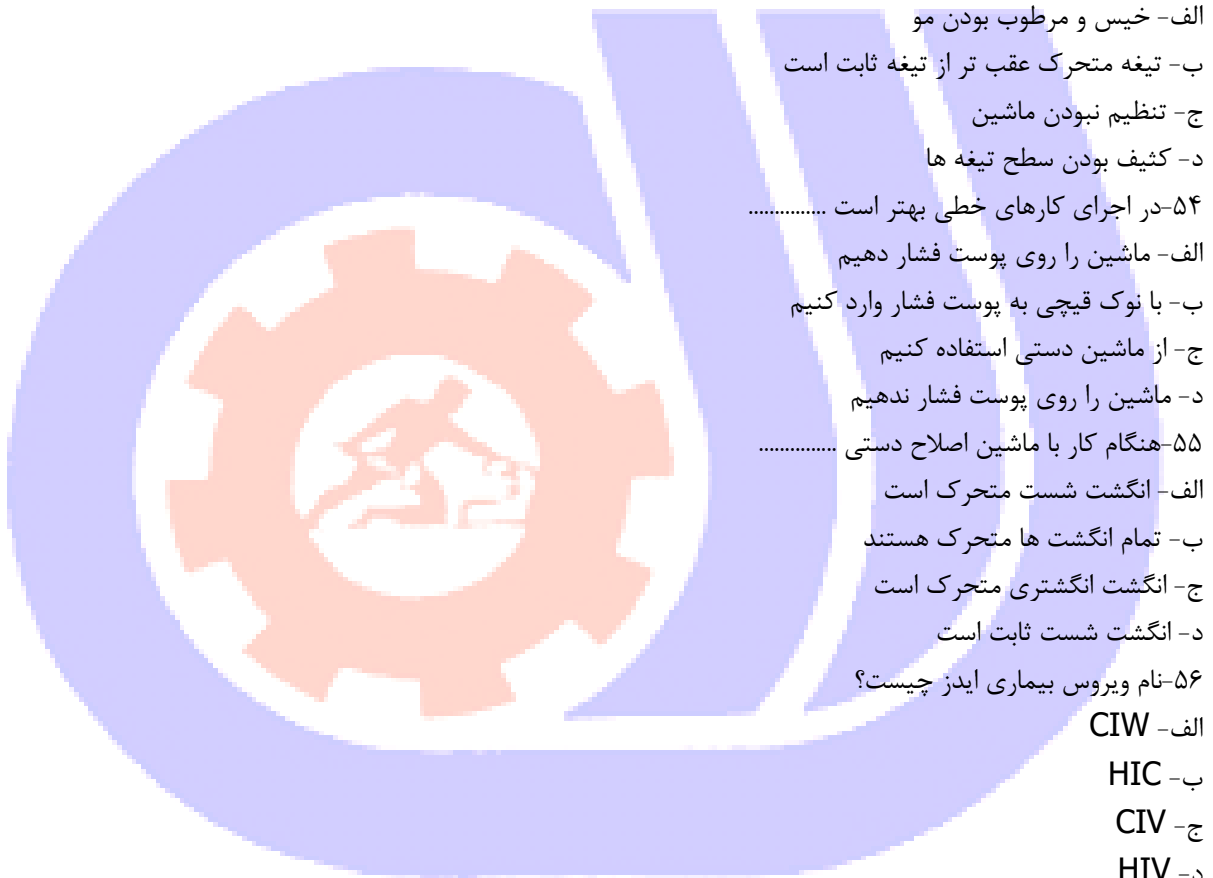 الف- خیس و مرطوب بودن مو
ب- تیغه متحرک عقب تر از تیغه ثابت است
ج- تنظیم نبودن ماشین
د- کثیف بودن سطح تیغه ها
۵۴-در اجرای کارهای خطی بهتر است ...............
الف- ماشین را روی پوست فشار دهیم
ب- با نوک قیچی به پوست فشار وارد کنیم
ج- از ماشین دستی استفاده کنیم
د- ماشین را روی پوست فشار ندهیم
۵۵-هنگام کار با ماشین اصلاح دستی ...............
الف- انگشت شست متحرک است
ب- تمام انگشت ها متحرک هستند
ج- انگشت انگشتری متحرک است
د- انگشت شست ثابت است
۵۶-نام ویروس بیماری ایدز چیست؟
الف- CIW
ب- HIC
ج- CIV
د- HIV